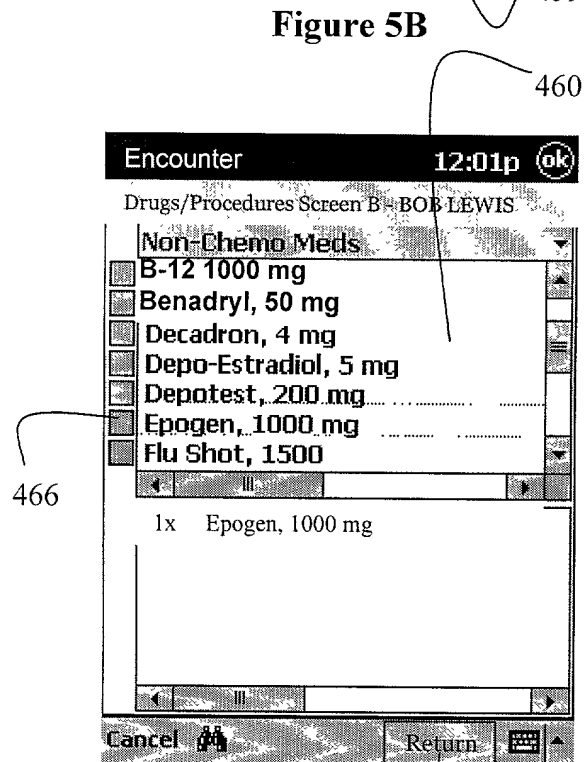 Figure 5B
460
Encounter 12:01p ok
Drugs/Procedures Screen B - BOB LEWIS
Non-Chemo Meds
B-12 1000 mg
Benadryl, 50 mg
Decadron, 4 mg
Depo-Estradiol, 5 mg
Depotest, 200 mg
Epogen, 1000 mg
Flu Shot, 1500
466
1x Epogen, 1000 mg
Cancel Return